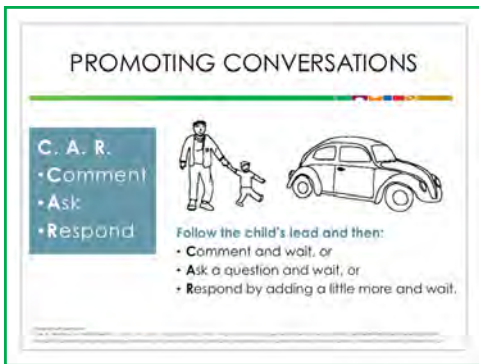 PROMOTING CONVERSATIONS
C. A. R.
•Comment
•Ask
•Respond
Follow the child's lead and then:
• Comment and wait, or
• Ask a question and wait, or
• Respond by adding a little more and wait.